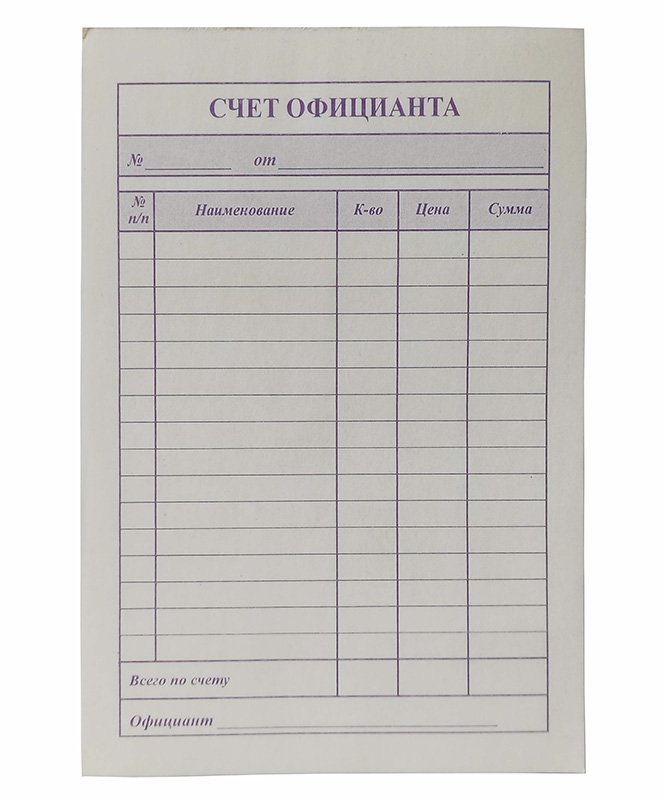 СЧЕТ ОФИЦИАНТА
№ от
№ п/п Наименование К-во Цена Сумма
Всего по счету
Официант